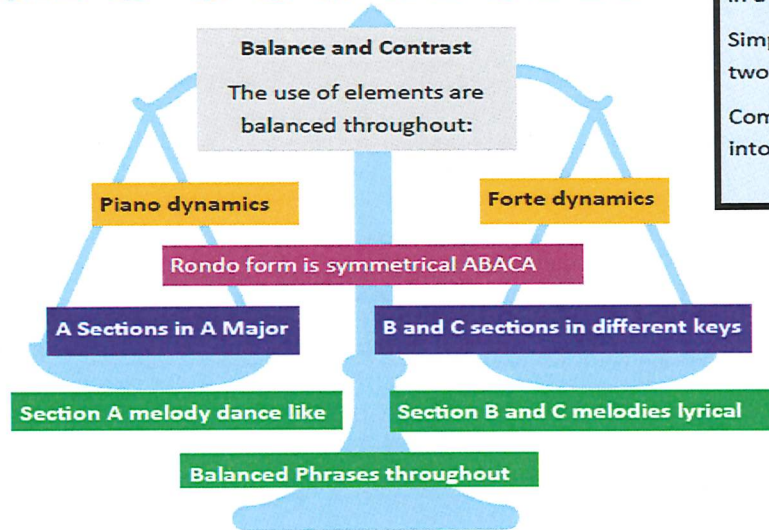 Balance and Contrast
The use of elements are
balanced throughout:
Piano dynamics
Forte dynamics
Rondo form is symmetrical ABACA
A Sections in A Major
B and C sections in different keys
Section A melody dance like
Section B and C melodies lyrical
Balanced Phrases throughout
in a
two
into